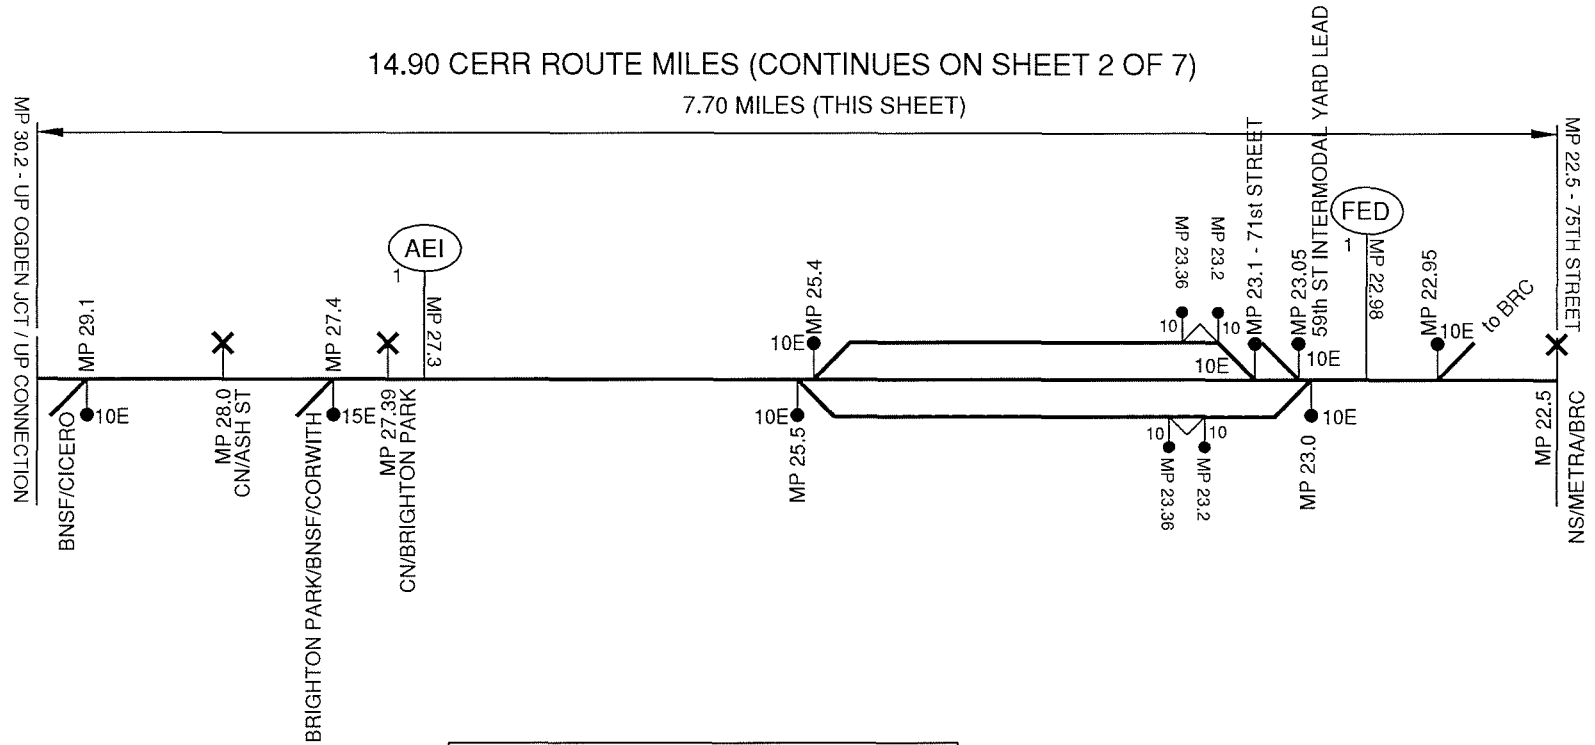 14.90 CERR ROUTE MILES (CONTINUES ON SHEET 2 OF 7)
7.70 MILES (THIS SHEET)
MP 30.2 - UP OGDEN JCT / UP CONNECTION
MP 29.1
10E
BNSF/CICERO
MP 28.0
CN/ASH ST
MP 27.4
15E
BRIGHTON PARK/BNSF/CORWITH
MP 27.39
CN/BRIGHTON PARK
AEI
1
MP 27.3
10E
MP 25.4
10E
MP 25.5
MP 23.36
MP 23.2
10
10
10
10
MP 23.36
MP 23.2
10E
MP 23.1 - 71st STREET
MP 23.05
10E
59th ST INTERMODAL YARD LEAD
10E
MP 23.0
FED
1
MP 22.98
MP 22.95
10E
to BRC
MP 22.5 - 75TH STREET
MP 22.5
NS/METRA/BRC